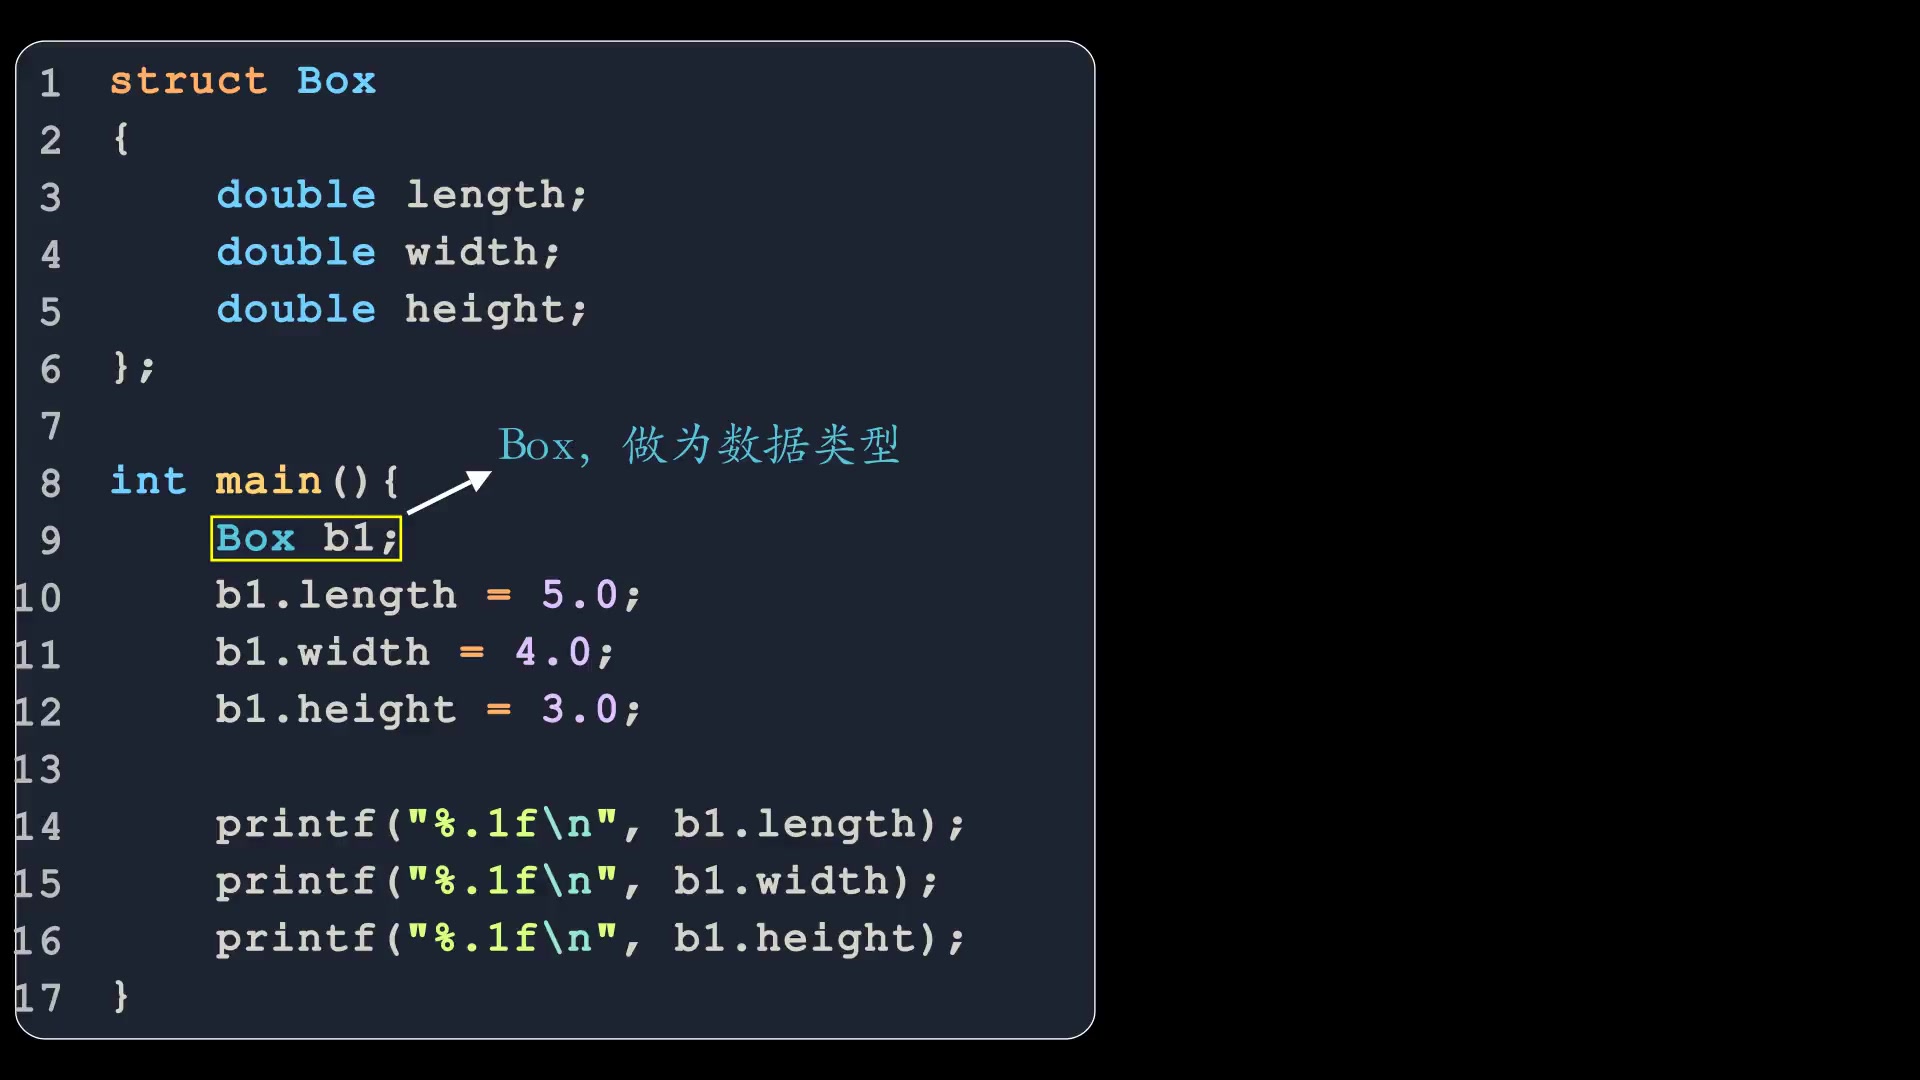 1 struct Box
2 {
3 double length;
4 double width;
5 double height;
6 };
7
Box, 做为数据类型
8 int main(){
9 Box b1;
10 b1.length = 5.0;
11 b1.width = 4.0;
12 b1.height = 3.0;
13
14 printf("%.1f\n", b1.length);
15 printf("%.1f\n", b1.width);
16 printf("%.1f\n", b1.height);
17 }